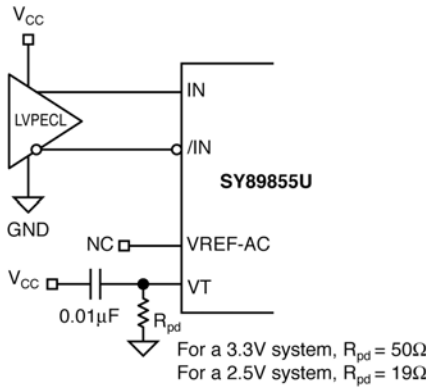 VCC
LVPECL
IN
/IN
SY89855U
GND
NC
VREF-AC
VCC
VT
0.01µF
Rpd
For a 3.3V system, Rpd = 50Ω
For a 2.5V system, Rpd = 19Ω